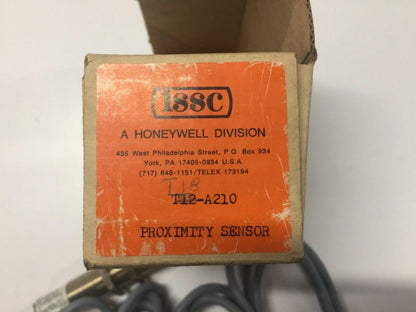 ISSC
A HONEYWELL DIVISION
435 West Philadelphia Street, P O Box 934
York, PA 17405-0934 U.S.A.
(717) 848-1151/TELEX 173194
T18
T12-A210
PROXIMITY SENSOR